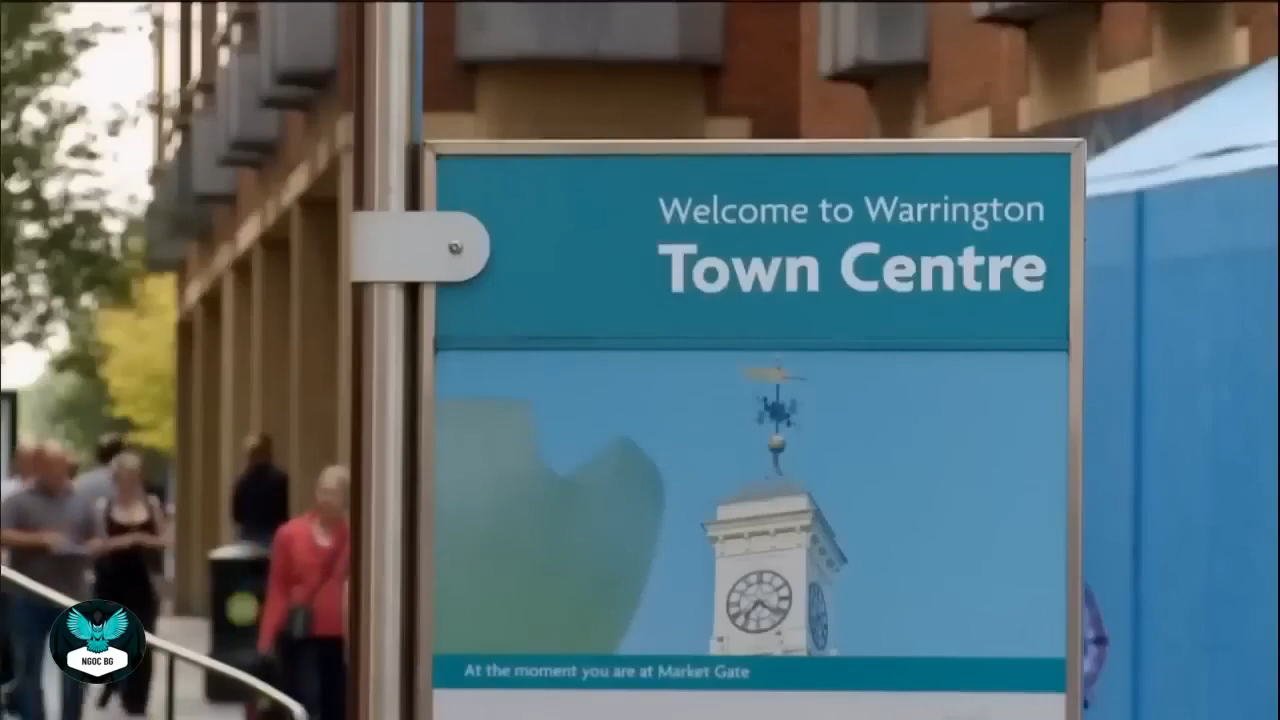 Welcome to Warrington
Town Centre
At the moment you are at Market Gate
NGOC BG